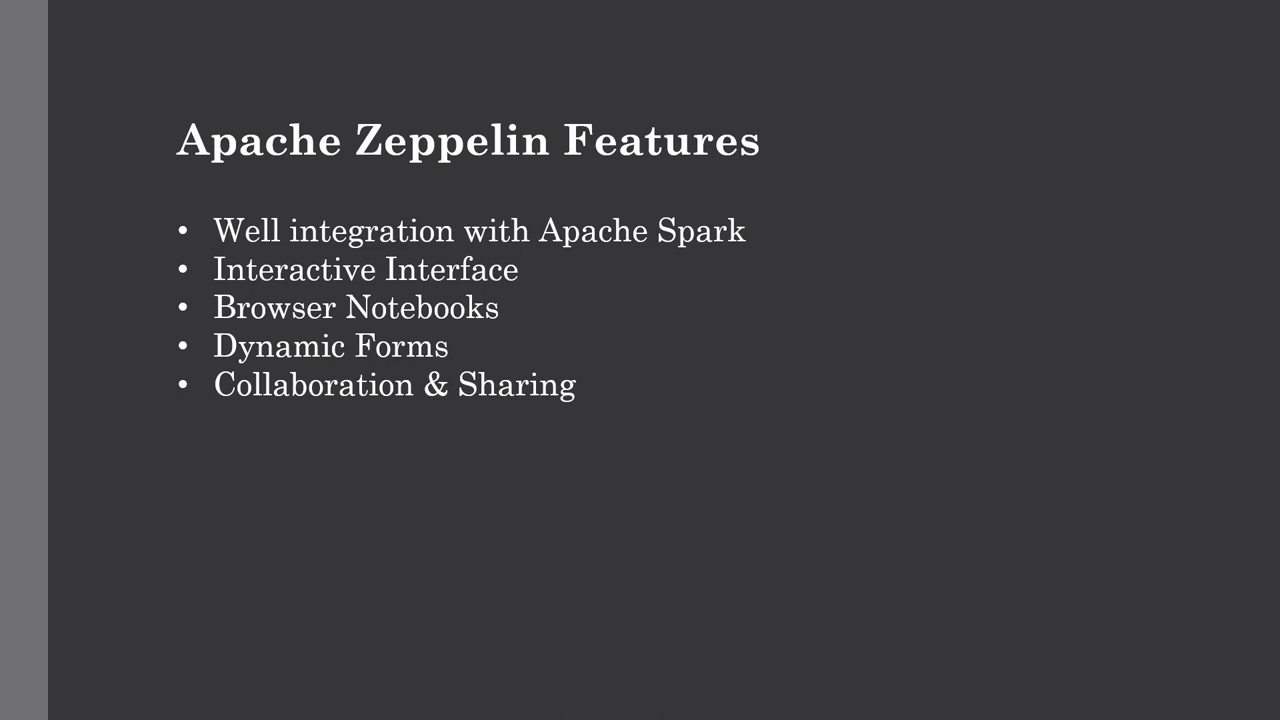 Apache Zeppelin Features
• Well integration with Apache Spark
• Interactive Interface
• Browser Notebooks
• Dynamic Forms
• Collaboration & Sharing